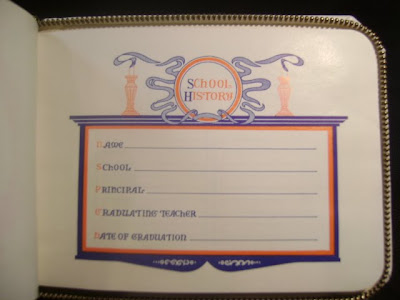 SCHOOL
HISTORY
NAME
SCHOOL
PRINCIPAL
GRADUATING TEACHER
DATE OF GRADUATION